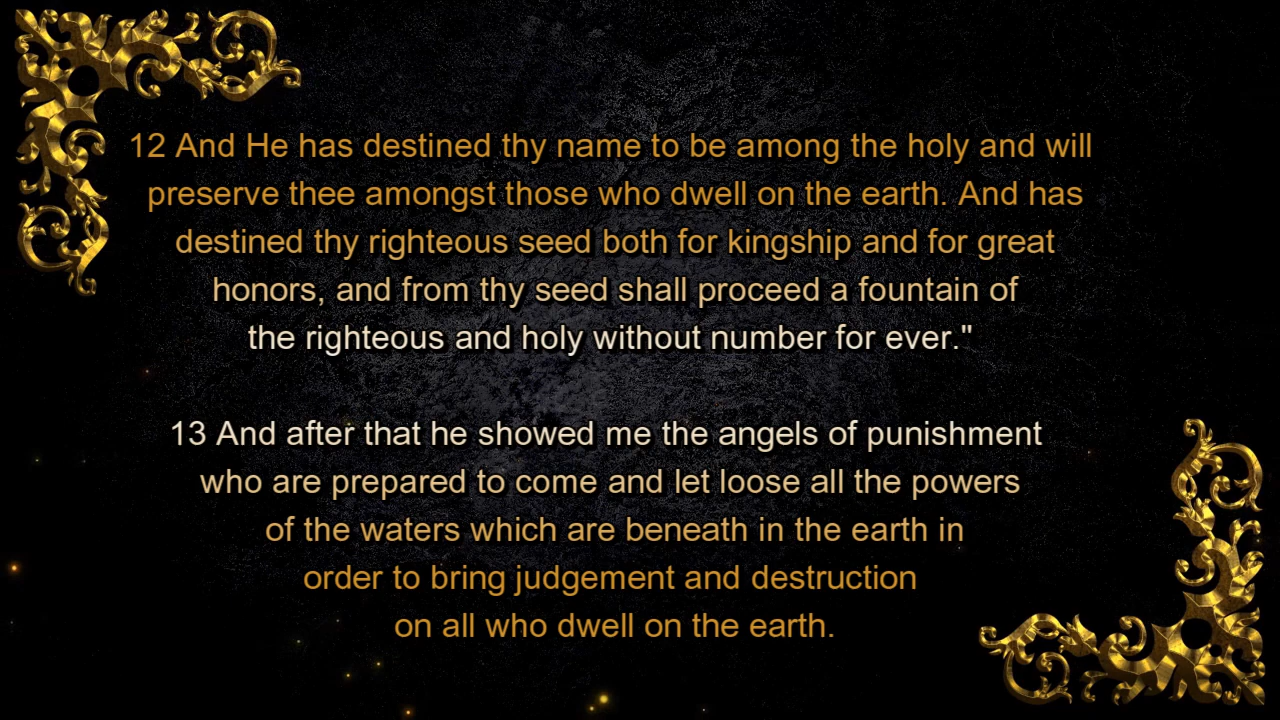 12 And He has destined thy name to be among the holy and will
preserve thee amongst those who dwell on the earth. And has
destined thy righteous seed both for kingship and for great
honors, and from thy seed shall proceed a fountain of
the righteous and holy without number for ever."
13 And after that he showed me the angels of punishment
who are prepared to come and let loose all the powers
of the waters which are beneath in the earth in
order to bring judgement and destruction
on all who dwell on the earth.